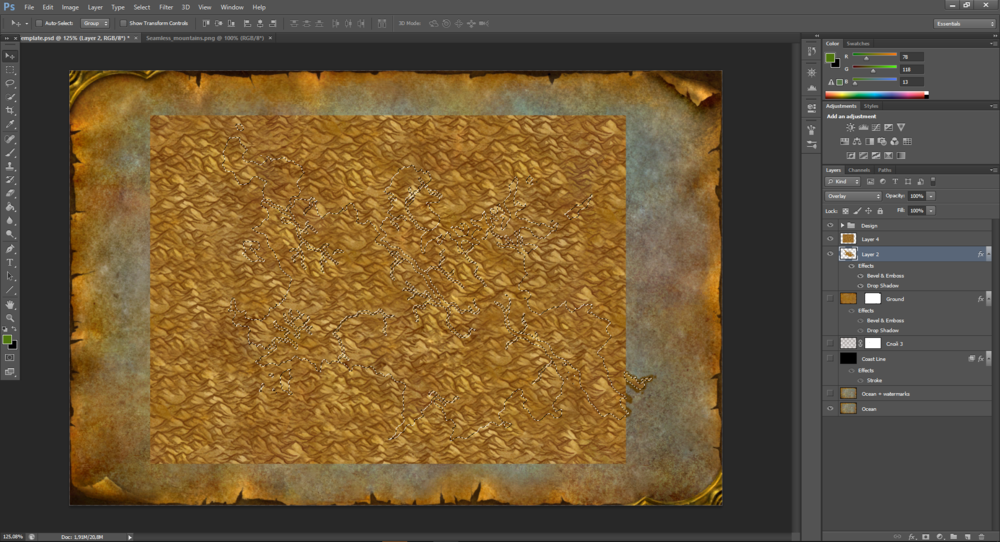 Ps File Edit Image Layer Type Select Filter 3D View Window Help
Auto-Select: Group Show Transform Controls 3D Mode: Essentials
template.psd @ 125% (Layer 2, RGB/8*) * × Seamless_mountains.png @ 100% (RGB/8*) ×
Color Swatches
R 78
G 118
B 13
Adjustments Styles
Add an adjustment
Layers Channels Paths
Kind
Overlay Opacity: 100%
Lock: Fill: 100%
Design
Layer 4
Layer 2 fx
Effects
Bevel & Emboss
Drop Shadow
Ground fx
Effects
Bevel & Emboss
Drop Shadow
Слой 3
Coast Line fx
Effects
Stroke
Ocean + watermarks
Ocean
125,08% Doc: 1,91M/20,8M